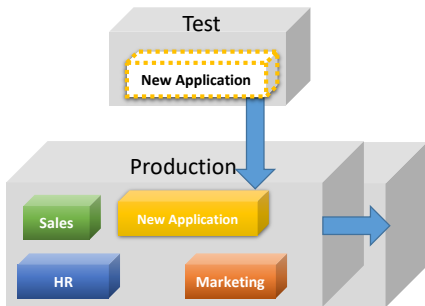 Test
New Application
Production
Sales
New Application
HR
Marketing